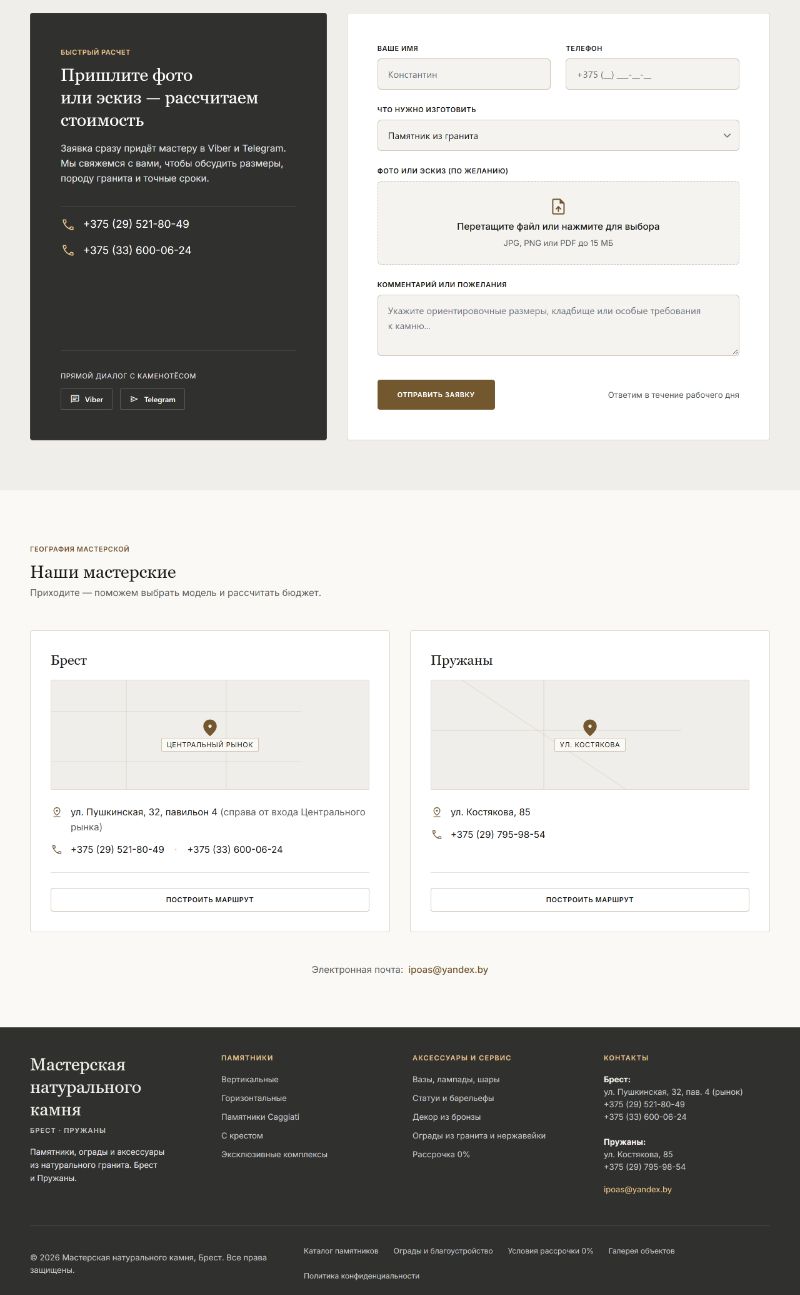 БЫСТРЫЙ РАСЧЕТ
Пришлите фото
или эскиз — рассчитаем
стоимость
Заявка сразу придёт мастеру в Viber и Telegram.
Мы свяжемся с вами, чтобы обсудить размеры,
породу гранита и точные сроки.
+375 (29) 521-80-49
+375 (33) 600-06-24
ПРЯМОЙ ДИАЛОГ С КАМЕНОТЁСОМ
Viber
Telegram
ВАШЕ ИМЯ
ТЕЛЕФОН
Константин
+375 (__) ___-__-__
ЧТО НУЖНО ИЗГОТОВИТЬ
Памятник из гранита
ФОТО ИЛИ ЭСКИЗ (ПО ЖЕЛАНИЮ)
Перетащите файл или нажмите для выбора
JPG, PNG или PDF до 15 МБ
КОММЕНТАРИЙ ИЛИ ПОЖЕЛАНИЯ
Укажите ориентировочные размеры, кладбище или особые требования
к камню...
ОТПРАВИТЬ ЗАЯВКУ
Ответим в течение рабочего дня
ГЕОГРАФИЯ МАСТЕРСКОЙ
Наши мастерские
Приходите — поможем выбрать модель и рассчитать бюджет.
Брест
ЦЕНТРАЛЬНЫЙ РЫНОК
ул. Пушкинская, 32, павильон 4 (справа от входа Центрального
рынка)
+375 (29) 521-80-49 · +375 (33) 600-06-24
ПОСТРОИТЬ МАРШРУТ
Пружаны
УЛ. КОСТЯКОВА
ул. Костякова, 85
+375 (29) 795-98-54
ПОСТРОИТЬ МАРШРУТ
Электронная почта: ipoas@yandex.by
Мастерская
натурального
камня
БРЕСТ · ПРУЖАНЫ
Памятники, ограды и аксессуары
из натурального гранита. Брест
и Пружаны.
ПАМЯТНИКИ
Вертикальные
Горизонтальные
Памятники Caggiati
С крестом
Эксклюзивные комплексы
АКСЕССУАРЫ И СЕРВИС
Вазы, лампады, шары
Статуи и барельефы
Декор из бронзы
Ограды из гранита и нержавейки
Рассрочка 0%
КОНТАКТЫ
Брест:
ул. Пушкинская, 32, пав. 4 (рынок)
+375 (29) 521-80-49
+375 (33) 600-06-24
Пружаны:
ул. Костякова, 85
+375 (29) 795-98-54
ipoas@yandex.by
© 2026 Мастерская натурального камня, Брест. Все права
защищены.
Каталог памятников
Ограды и благоустройство
Условия рассрочки 0%
Галерея объектов
Политика конфиденциальности